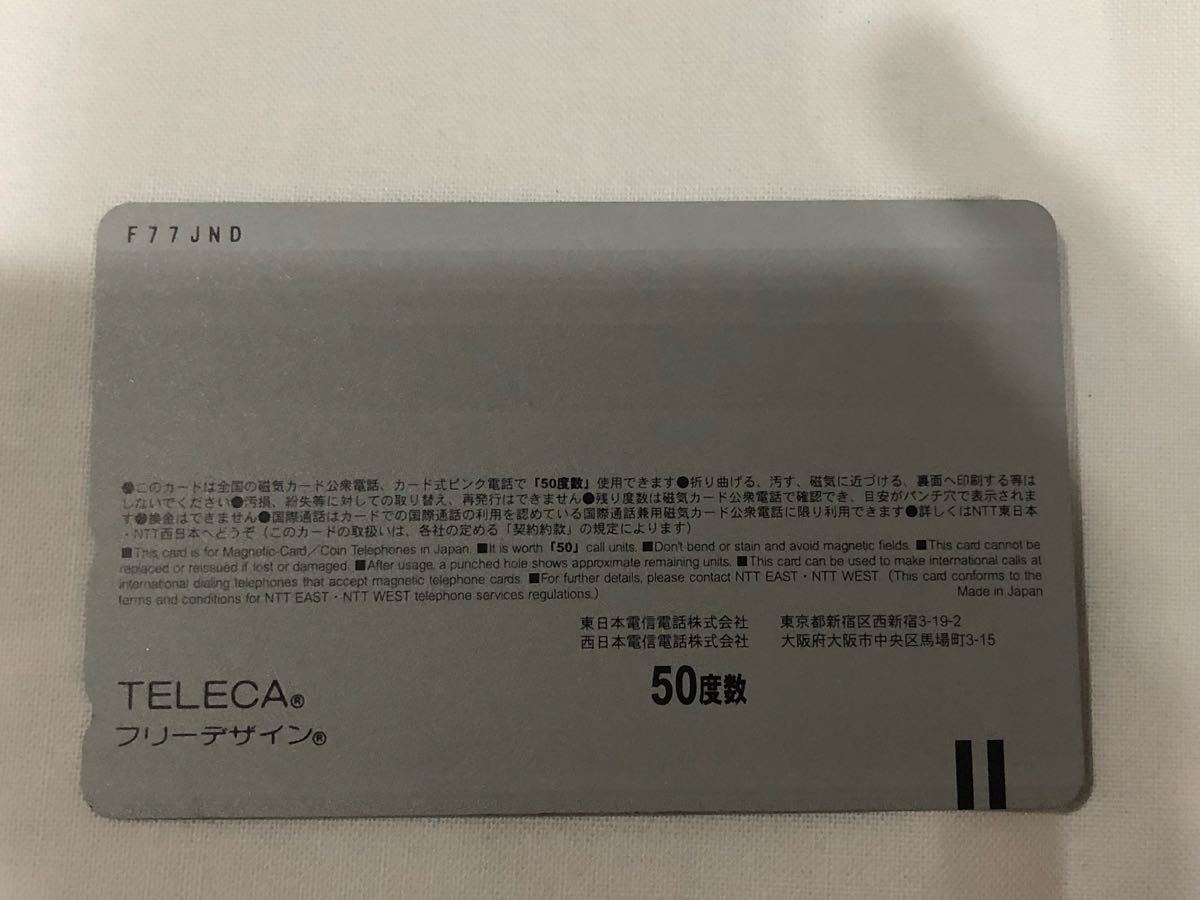 F77JND
●このカードは全国の磁気カード公衆電話、カード式ピンク電話で「50度数」使用できます●折り曲げる、汚す、磁気に近づける、裏面へ印刷する等は
しないでください●汚損、紛失等に対しての取り替え、再発行はできません●残り度数は磁気カード公衆電話で確認でき、目安がパンチ穴で表示されま
す●換金はできません●国際通話はカードでの国際通話の利用を認めている国際通話兼用磁気カード公衆電話に限り利用できます●詳しくはNTT東日本
・NTT西日本へどうぞ(このカードの取扱いは、各社の定める「契約約款」の規定によります)
■This card is for Magnetic-Card／Coin Telephones in Japan. ■It is worth「50」call units. ■Don't bend or stain and avoid magnetic fields. ■This card cannot be
replaced or reissued if lost or damaged. ■After usage, a punched hole shows approximate remaining units. ■This card can be used to make international calls at
international dialing telephones that accept magnetic telephone cards. ■For further details, please contact NTT EAST・NTT WEST. (This card conforms to the
terms and conditions for NTT EAST・NTT WEST telephone services regulations.) Made in Japan
東日本電信電話株式会社 東京都新宿区西新宿3-19-2
西日本電信電話株式会社 大阪府大阪市中央区馬場町3-15
50度数
TELECA®
フリーデザイン®